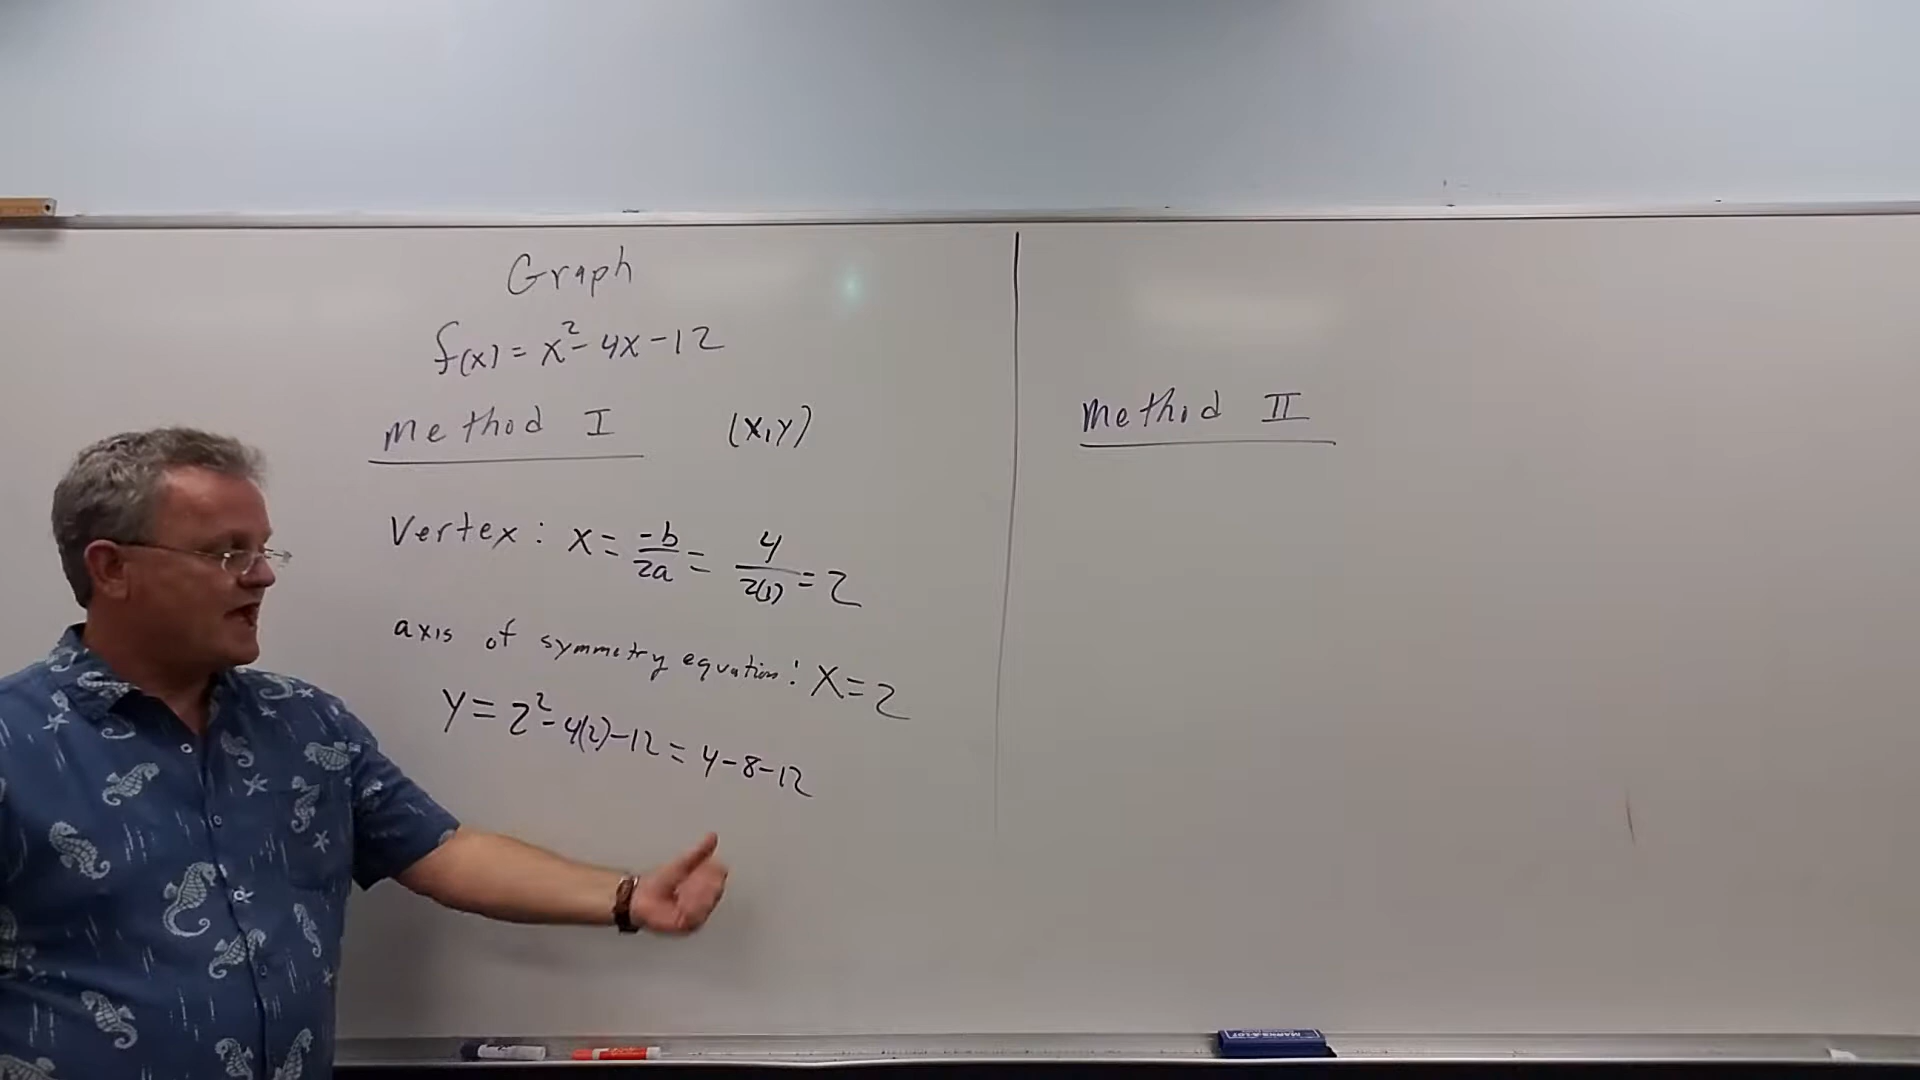 Graph
f(x) = x² - 4x - 12
Method I (x,y)
Vertex: x = -b/2a = 4/2(1) = 2
axis of symmetry equation: x = 2
y = 2² - 4(2) - 12 = 4 - 8 - 12
Method II